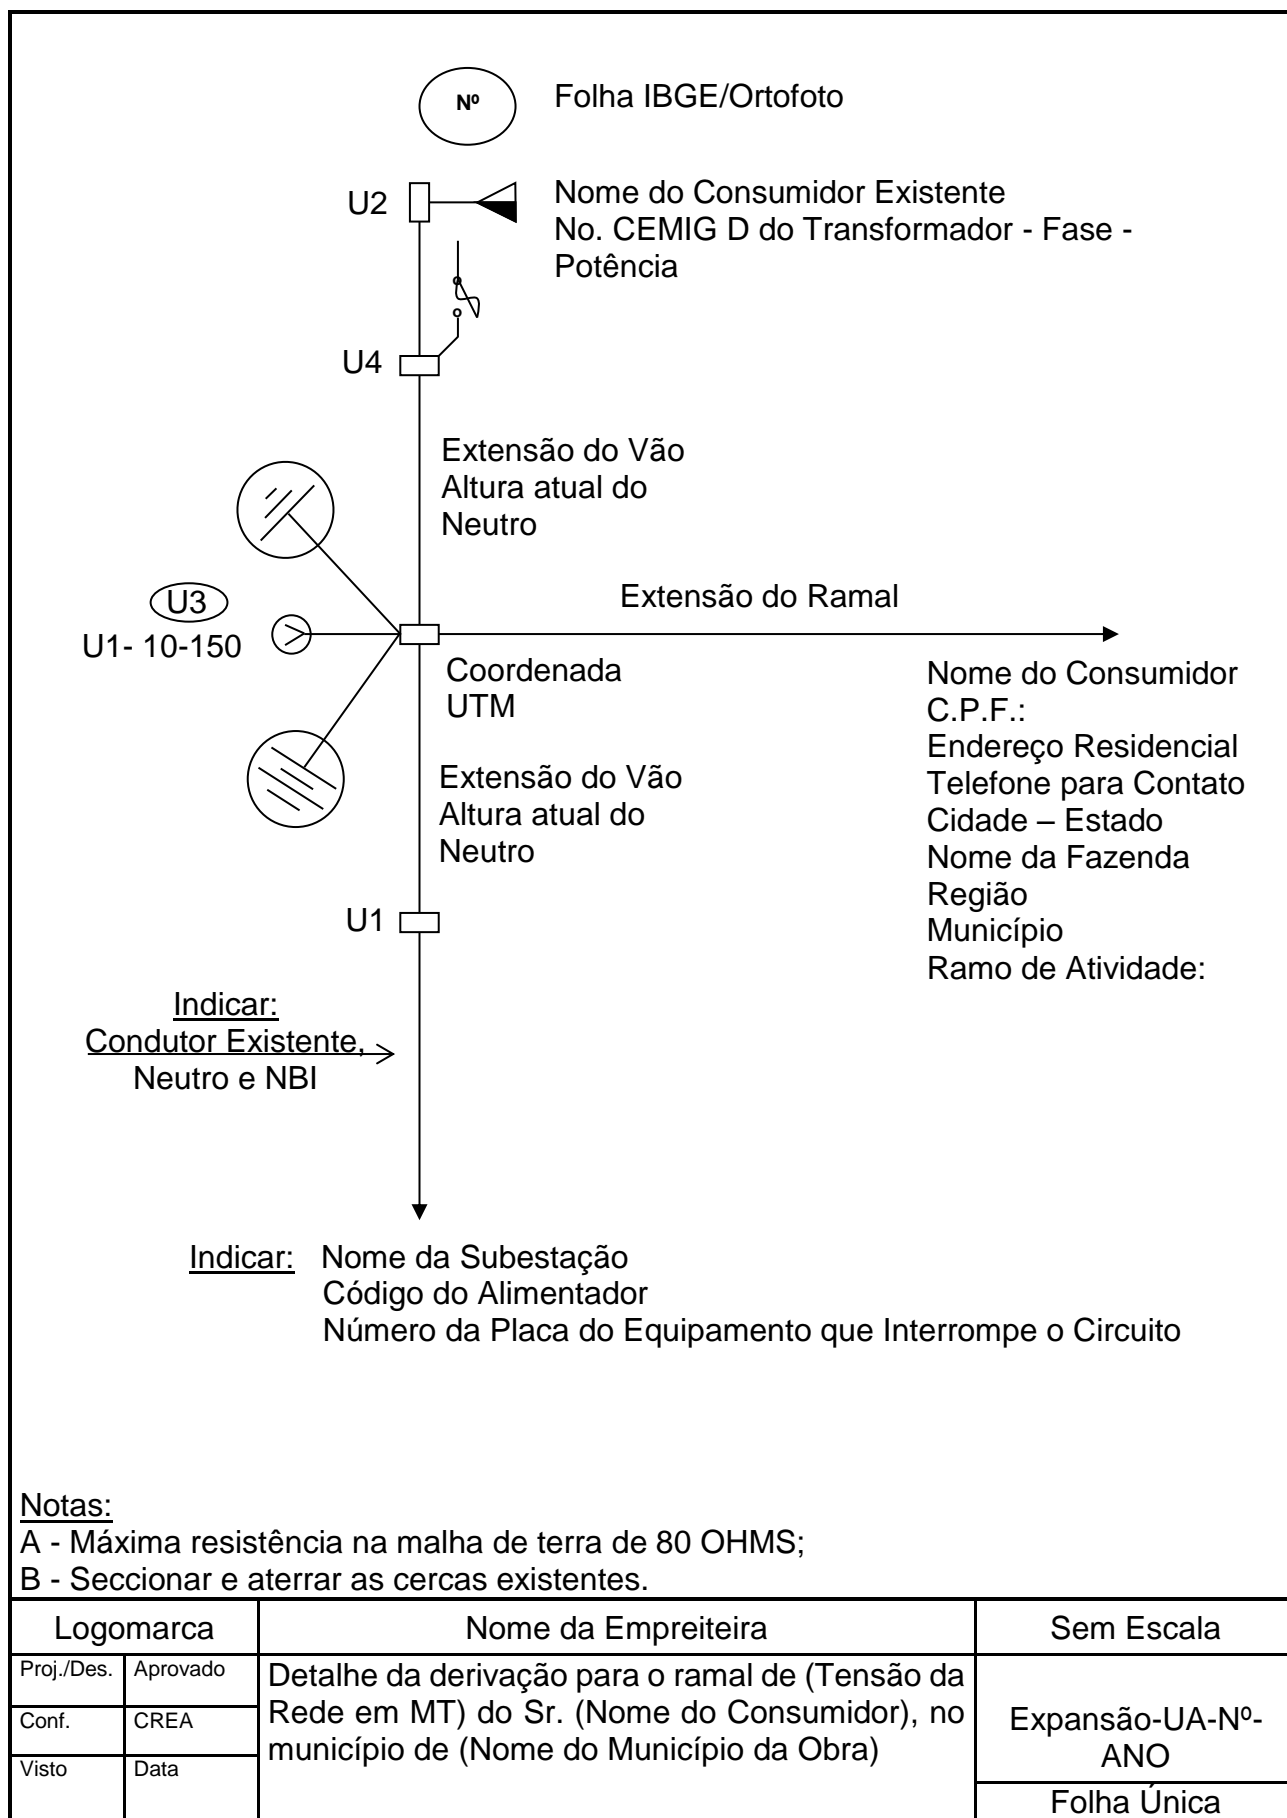 Nº
Folha IBGE/Ortofoto
U2
Nome do Consumidor Existente
No. CEMIG D do Transformador - Fase -
Potência
U4
Extensão do Vão
Altura atual do
Neutro
U3
U1- 10-150
Extensão do Ramal
Coordenada
UTM
Nome do Consumidor
C.P.F.:
Endereço Residencial
Telefone para Contato
Cidade – Estado
Nome da Fazenda
Região
Município
Ramo de Atividade:
Extensão do Vão
Altura atual do
Neutro
U1
Indicar:
Condutor Existente,
Neutro e NBI
Indicar: Nome da Subestação
Código do Alimentador
Número da Placa do Equipamento que Interrompe o Circuito
Notas:
A - Máxima resistência na malha de terra de 80 OHMS;
B - Seccionar e aterrar as cercas existentes.
Logomarca
Nome da Empreiteira
Sem Escala
Proj./Des.
Aprovado
Conf.
CREA
Visto
Data
Detalhe da derivação para o ramal de (Tensão da
Rede em MT) do Sr. (Nome do Consumidor), no
município de (Nome do Município da Obra)
Expansão-UA-Nº-
ANO
Folha Única